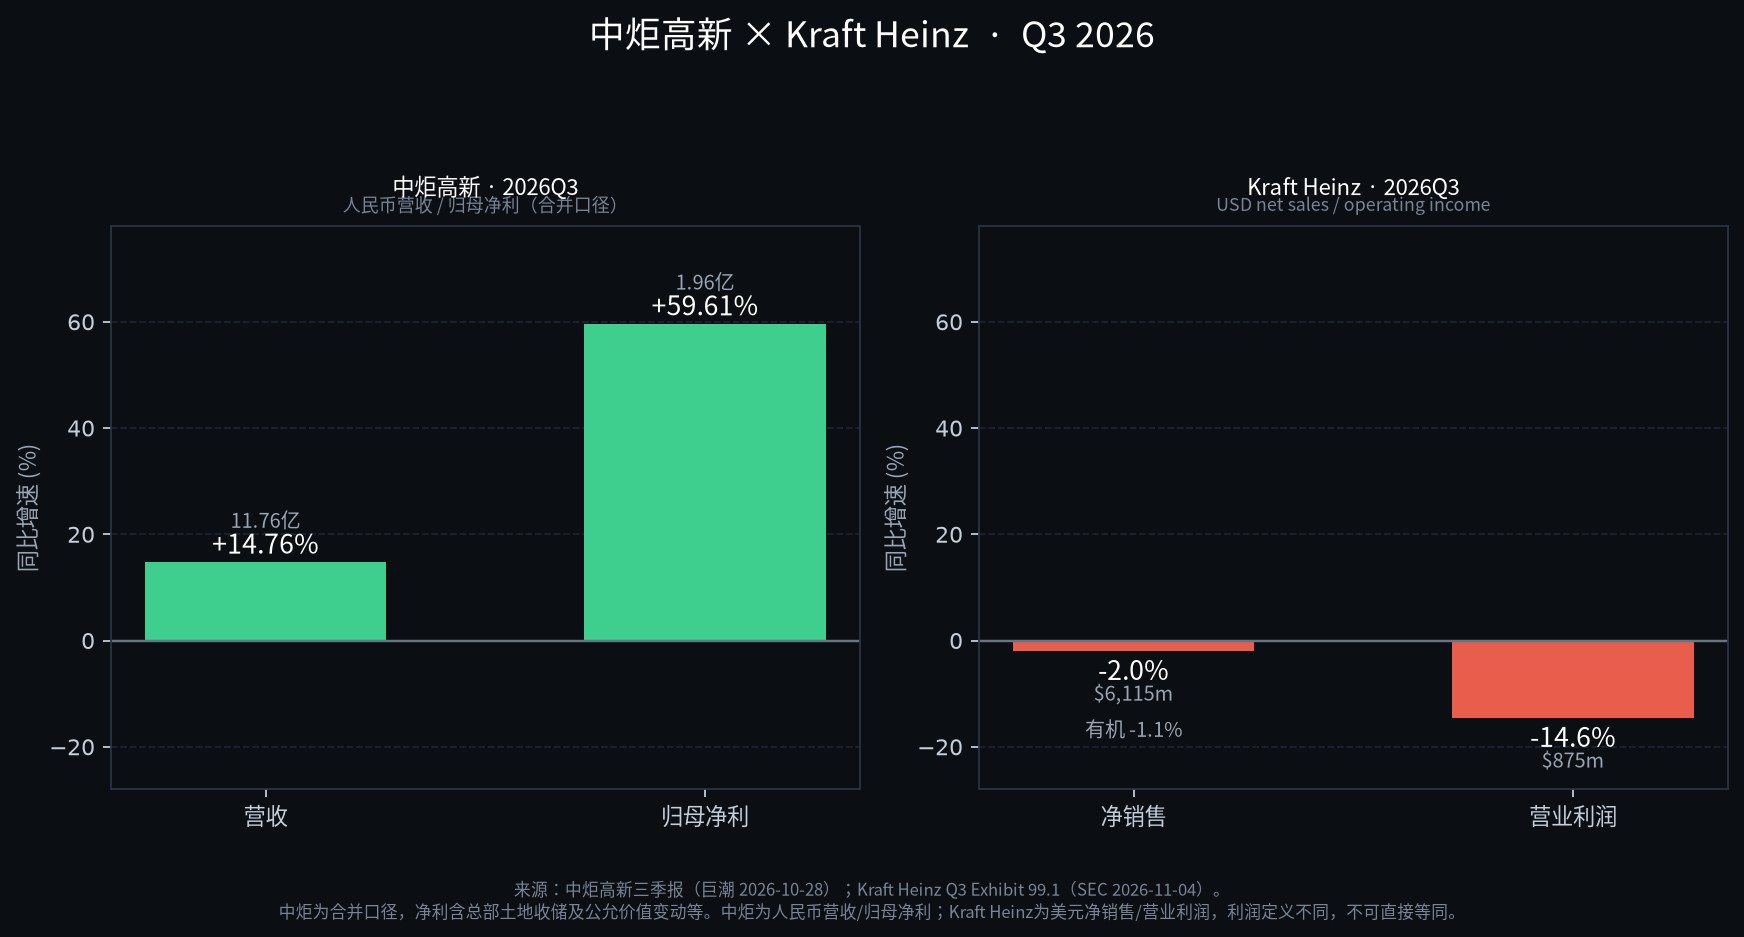 中炬高新 × Kraft Heinz · Q3 2026
中炬高新 · 2026Q3
人民币营收 / 归母净利（合并口径）
同比增速 (%)
60
40
20
0
−20
11.76亿
+14.76%
1.96亿
+59.61%
营收
归母净利
Kraft Heinz · 2026Q3
USD net sales / operating income
同比增速 (%)
60
40
20
0
−20
-2.0%
$6,115m
有机 -1.1%
-14.6%
$875m
净销售
营业利润
来源：中炬高新三季报（巨潮 2026-10-28）；Kraft Heinz Q3 Exhibit 99.1（SEC 2026-11-04）。
中炬为合并口径，净利含总部土地收储及公允价值变动等。中炬为人民币营收/归母净利；Kraft Heinz为美元净销售/营业利润，利润定义不同，不可直接等同。